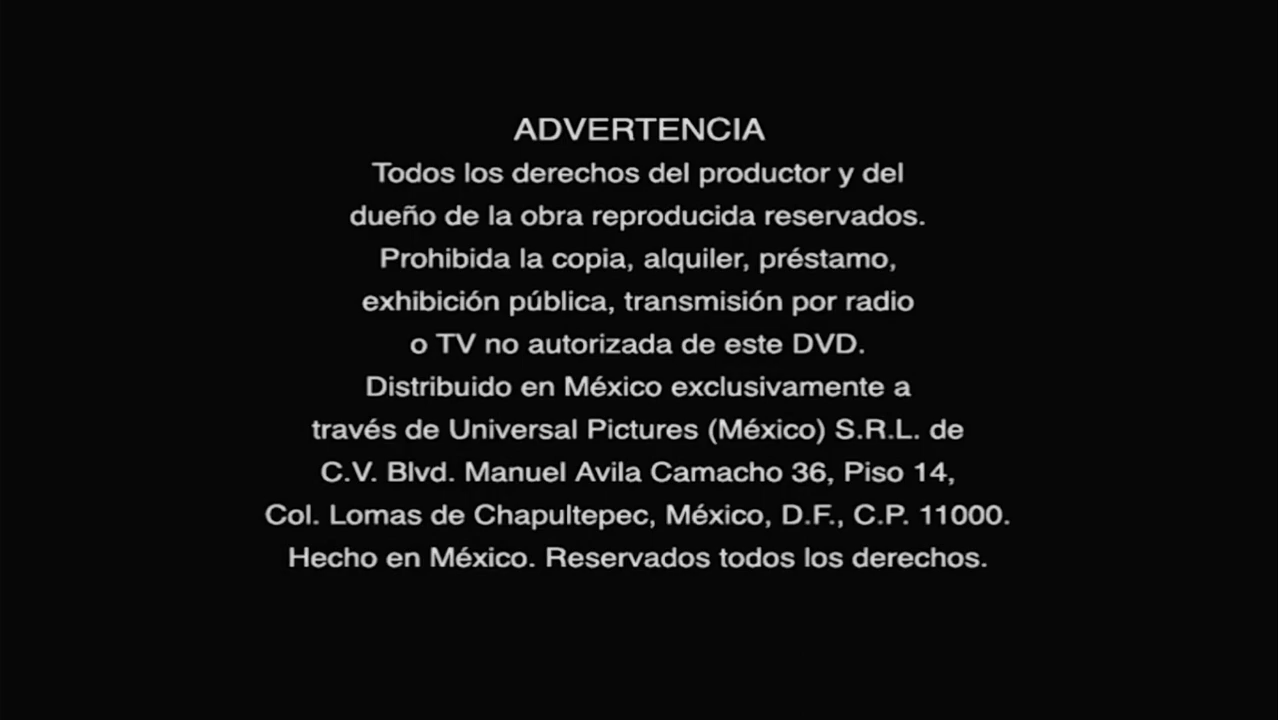 ADVERTENCIA
Todos los derechos del productor y del
dueño de la obra reproducida reservados.
Prohibida la copia, alquiler, préstamo,
exhibición pública, transmisión por radio
o TV no autorizada de este DVD.
Distribuido en México exclusivamente a
través de Universal Pictures (México) S.R.L. de
C.V. Blvd. Manuel Avila Camacho 36, Piso 14,
Col. Lomas de Chapultepec, México, D.F., C.P. 11000.
Hecho en México. Reservados todos los derechos.